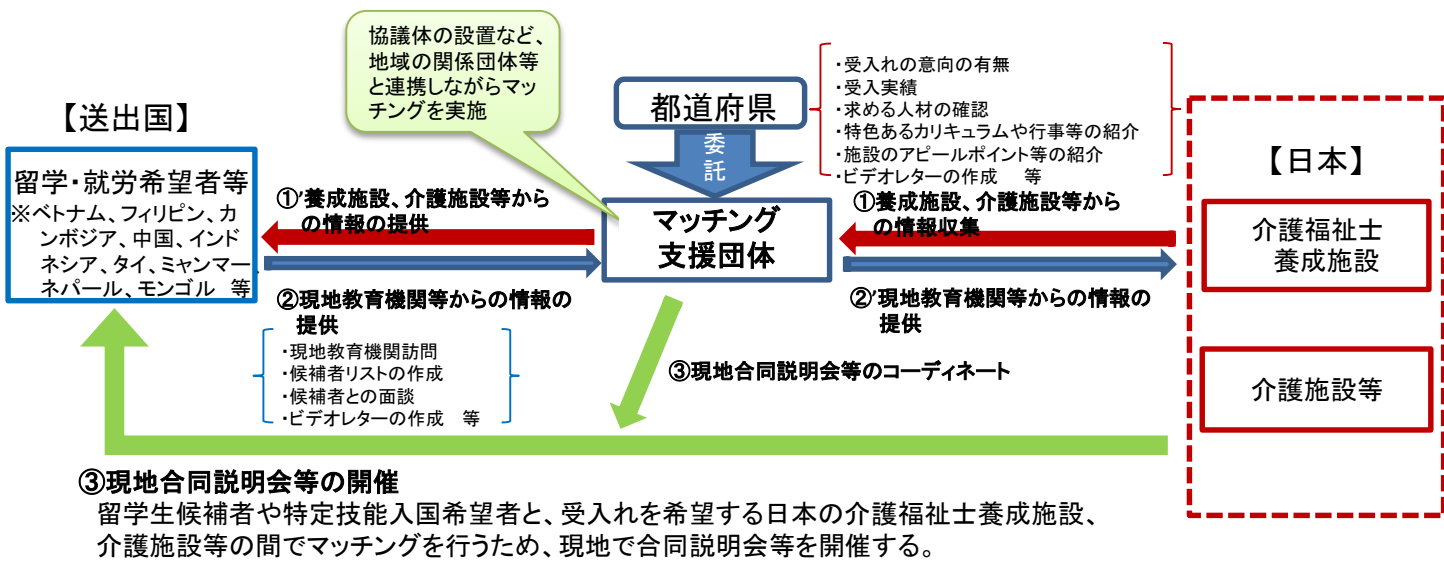 協議体の設置など、
地域の関係団体等
と連携しながらマッ
チングを実施
都道府県
委
託
・受入れの意向の有無
・受入実績
・求める人材の確認
・特色あるカリキュラムや行事等の紹介
・施設のアピールポイント等の紹介
・ビデオレターの作成　等
【送出国】
留学・就労希望者等
※ベトナム、フィリピン、カ
ンボジア、中国、インド
ネシア、タイ、ミャンマー、
ネパール、モンゴル　等
①’養成施設、介護施設等から
の情報の提供
②現地教育機関等からの情報の
提供
・現地教育機関訪問
・候補者リストの作成
・候補者との面談
・ビデオレターの作成　等
マッチング
支援団体
①養成施設、介護施設等から
の情報収集
②’現地教育機関等からの情報の
提供
③現地合同説明会等のコーディネート
【日本】
介護福祉士
養成施設
介護施設等
③現地合同説明会等の開催
留学生候補者や特定技能入国希望者と、受入れを希望する日本の介護福祉士養成施設、
介護施設等の間でマッチングを行うため、現地で合同説明会等を開催する。